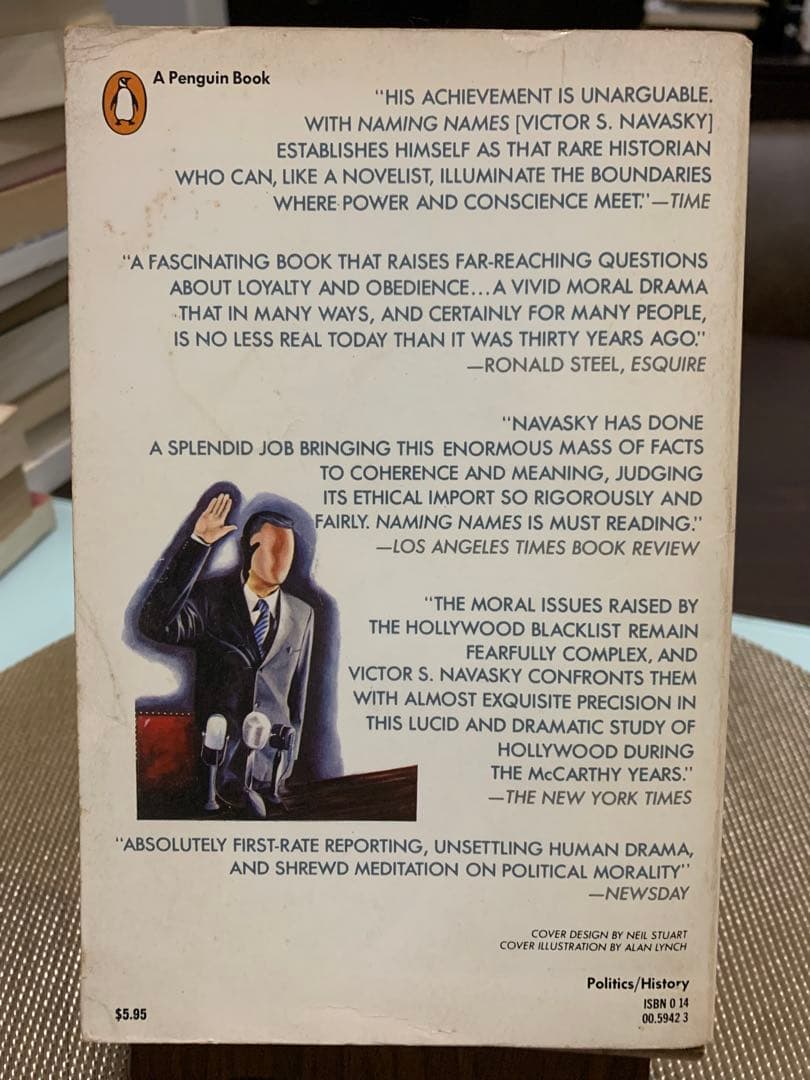 A Penguin Book
"HIS ACHIEVEMENT IS UNARGUABLE.
WITH NAMING NAMES [VICTOR S. NAVASKY]
ESTABLISHES HIMSELF AS THAT RARE HISTORIAN
WHO CAN, LIKE A NOVELIST, ILLUMINATE THE BOUNDARIES
WHERE POWER AND CONSCIENCE MEET."—TIME
"A FASCINATING BOOK THAT RAISES FAR-REACHING QUESTIONS
ABOUT LOYALTY AND OBEDIENCE...A VIVID MORAL DRAMA
THAT IN MANY WAYS, AND CERTAINLY FOR MANY PEOPLE,
IS NO LESS REAL TODAY THAN IT WAS THIRTY YEARS AGO."
—RONALD STEEL, ESQUIRE
"NAVASKY HAS DONE
A SPLENDID JOB BRINGING THIS ENORMOUS MASS OF FACTS
TO COHERENCE AND MEANING, JUDGING
ITS ETHICAL IMPORT SO RIGOROUSLY AND
FAIRLY. NAMING NAMES IS MUST READING."
—LOS ANGELES TIMES BOOK REVIEW
"THE MORAL ISSUES RAISED BY
THE HOLLYWOOD BLACKLIST REMAIN
FEARFULLY COMPLEX, AND
VICTOR S. NAVASKY CONFRONTS THEM
WITH ALMOST EXQUISITE PRECISION IN
THIS LUCID AND DRAMATIC STUDY OF
HOLLYWOOD DURING
THE McCARTHY YEARS."
—THE NEW YORK TIMES
"ABSOLUTELY FIRST-RATE REPORTING, UNSETTLING HUMAN DRAMA,
AND SHREWD MEDITATION ON POLITICAL MORALITY"
—NEWSDAY
COVER DESIGN BY NEIL STUART
COVER ILLUSTRATION BY ALAN LYNCH
Politics/History
ISBN 0 14
00.5942 3
$5.95